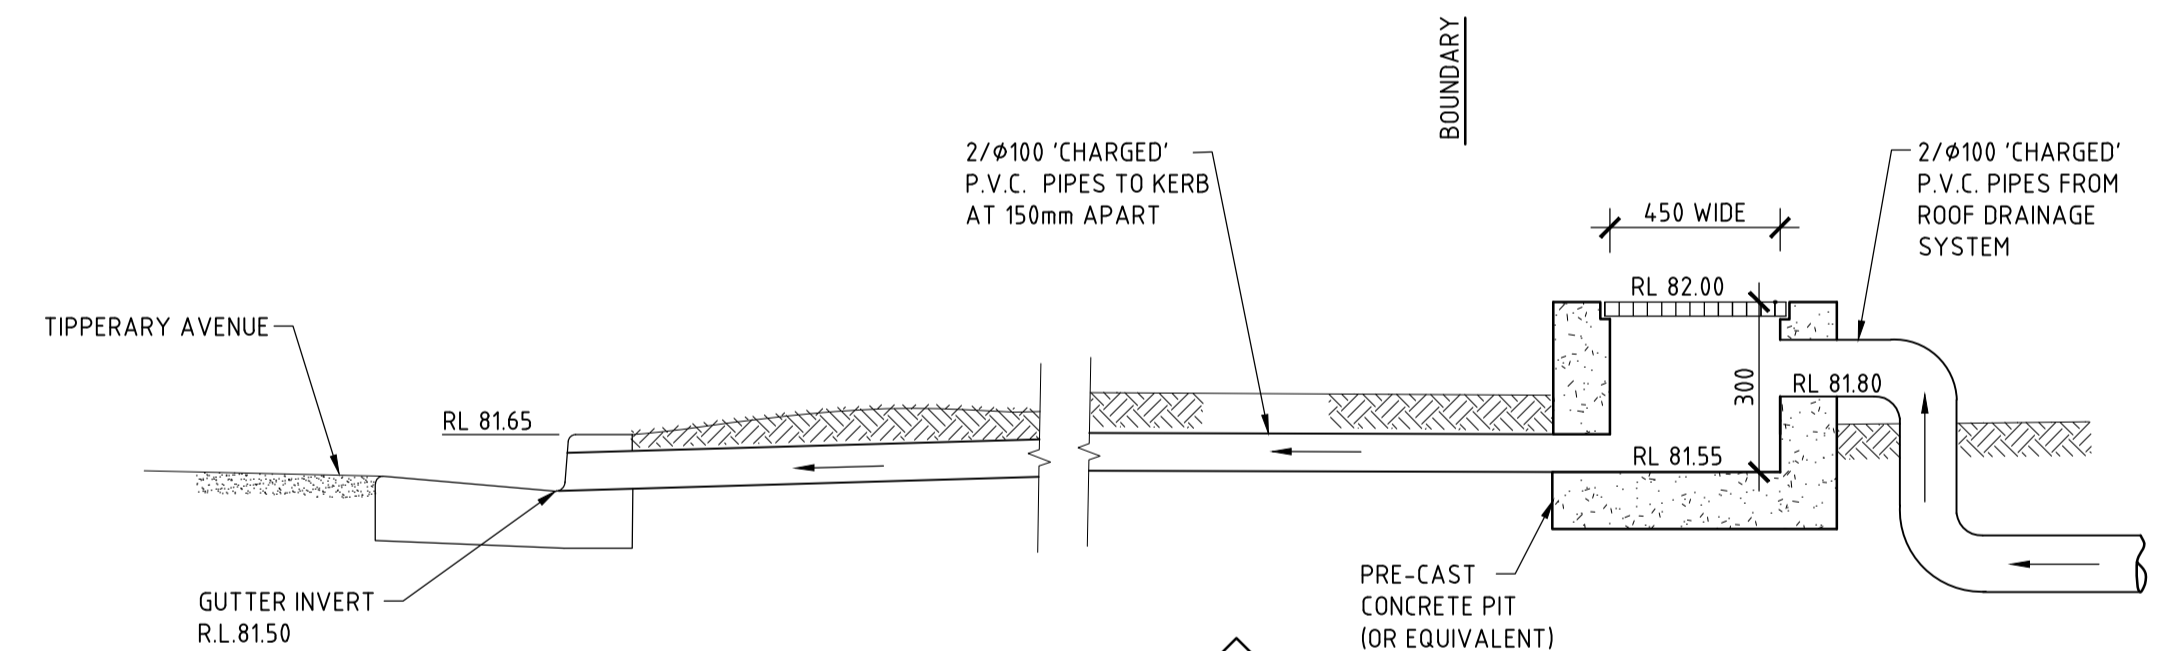 BOUNDARY
2/Ø100 'CHARGED'
P.V.C. PIPES TO KERB
AT 150mm APART
2/Ø100 'CHARGED'
P.V.C. PIPES FROM
ROOF DRAINAGE
SYSTEM
450 WIDE
RL 82.00
TIPPERARY AVENUE
RL 81.65
300
RL 81.80
RL 81.55
GUTTER INVERT
R.L.81.50
PRE-CAST
CONCRETE PIT
(OR EQUIVALENT)